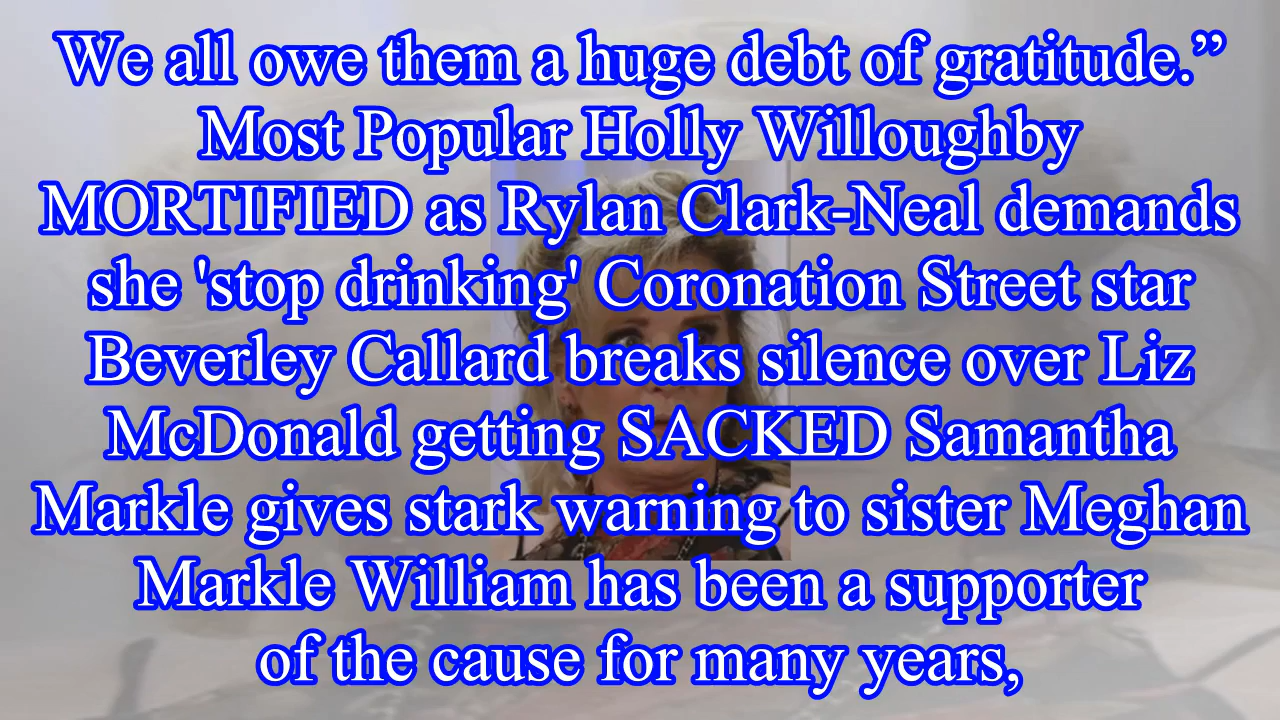 We all owe them a huge debt of gratitude.”
Most Popular Holly Willoughby
MORTIFIED as Rylan Clark-Neal demands
she 'stop drinking' Coronation Street star
Beverley Callard breaks silence over Liz
McDonald getting SACKED Samantha
Markle gives stark warning to sister Meghan
Markle William has been a supporter
of the cause for many years,